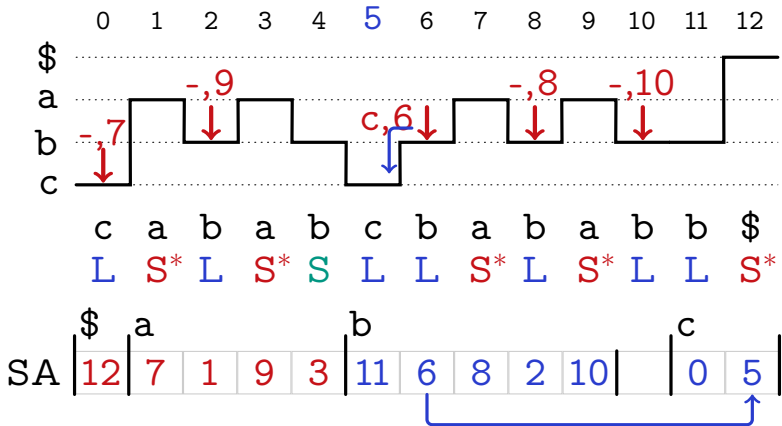 0 1 2 3 4 5 6 7 8 9 10 11 12
$
-,9 -,8 -,10
a
c,6
-,7
b
c
c a b a b c b a b a b b $
L S* L S* S L L S* L S* L L S*
$ a b c
SA 12 7 1 9 3 11 6 8 2 10 0 5